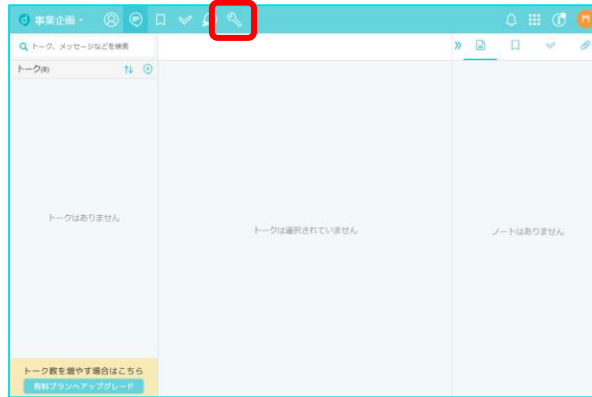 事業企画
トーク、メッセージなどを検索
トーク(0)
トークはありません
トークは選択されていません
ノートはありません
トーク数を増やす場合はこちら
有料プランへアップグレード